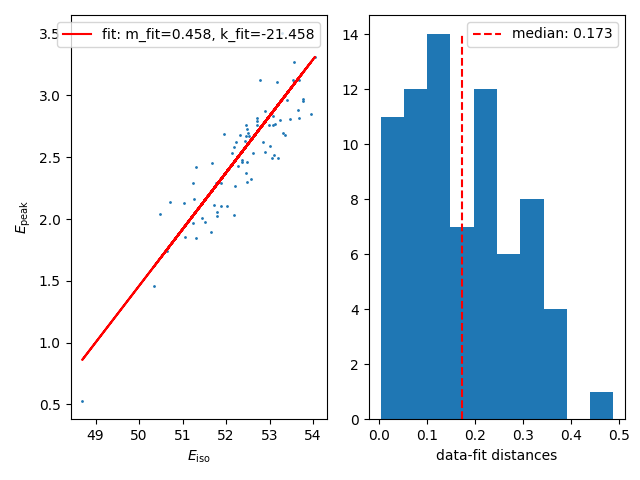 fit: m_fit=0.458, k_fit=-21.458
3.5
3.0
2.5
2.0
1.5
1.0
0.5
E_peak
49 50 51 52 53 54
E_iso
median: 0.173
14
12
10
8
6
4
2
0
0.0 0.1 0.2 0.3 0.4 0.5
data-fit distances